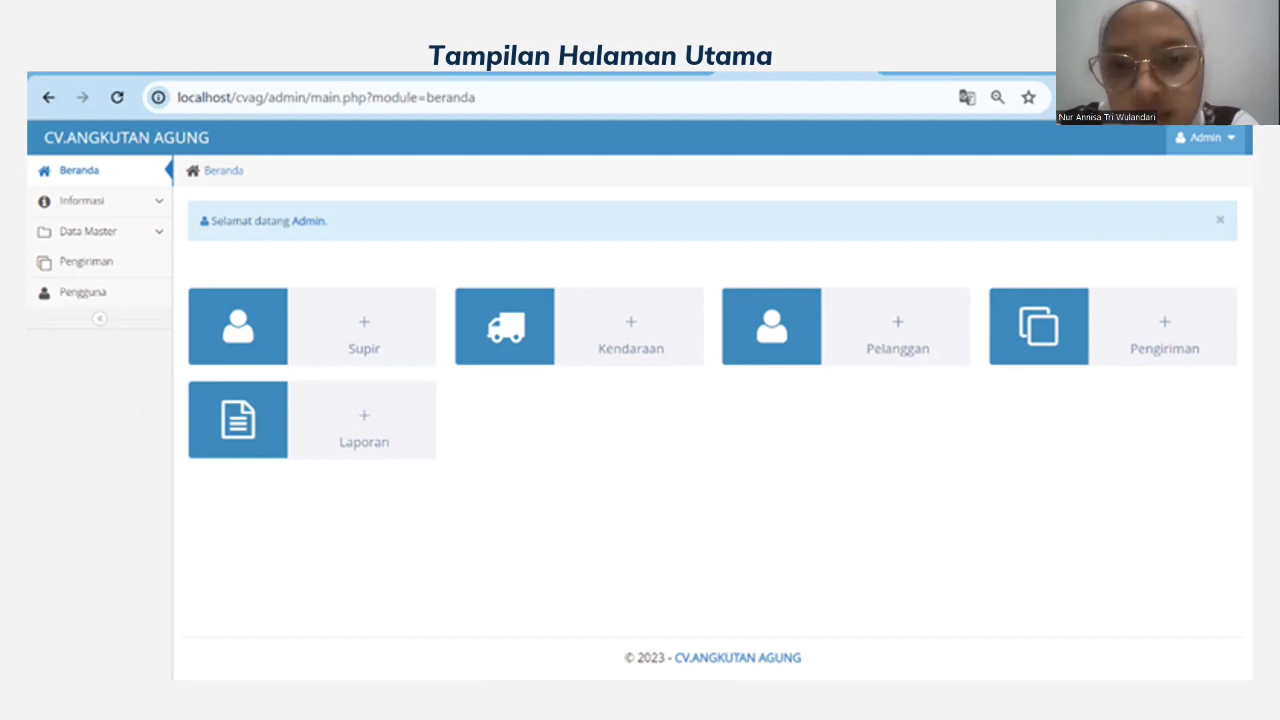 Tampilan Halaman Utama
localhost/cvag/admin/main.php?module=beranda
Nur Annisa Tri Wulandari
CV.ANGKUTAN AGUNG
Admin
Beranda
Beranda
Informasi
Selamat datang Admin.
Data Master
Pengiriman
Pengguna
Supir
Kendaraan
Pelanggan
Pengiriman
Laporan
© 2023 - CV.ANGKUTAN AGUNG